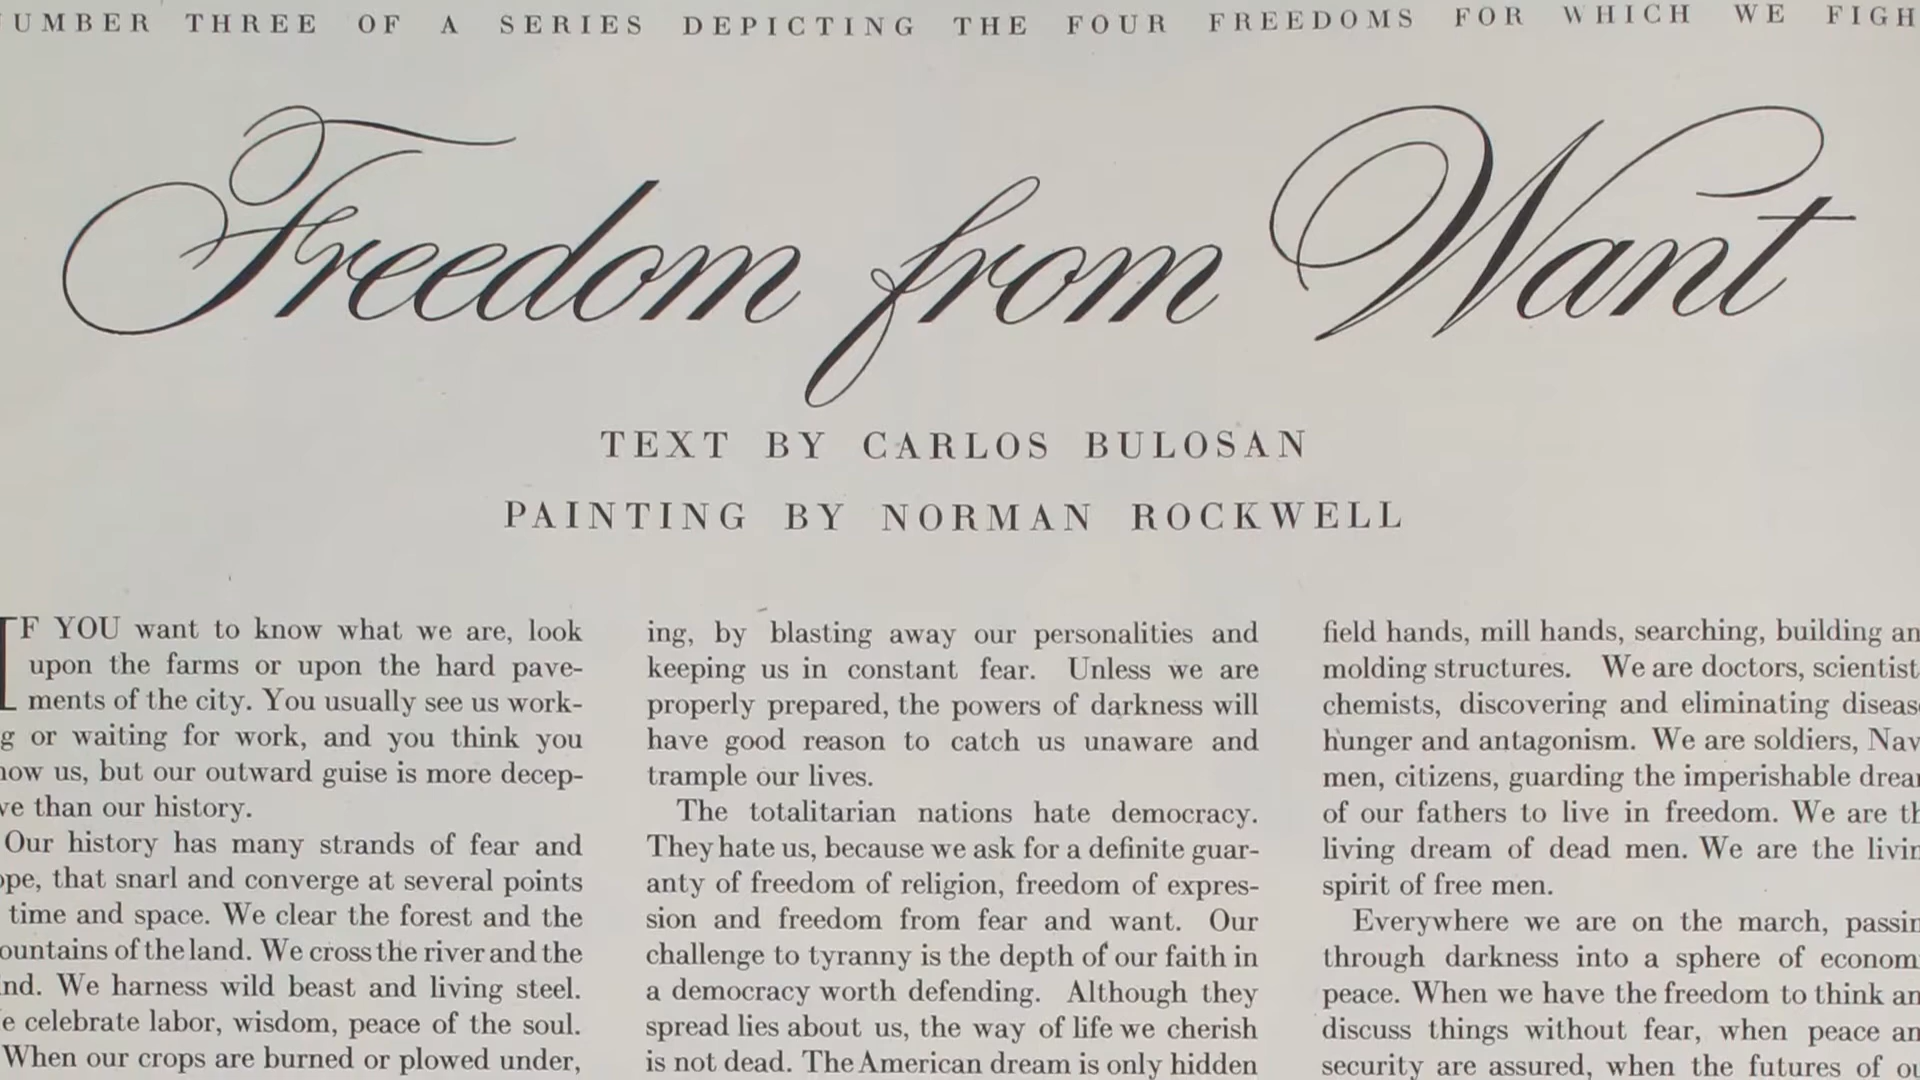 UMBER THREE OF A SERIES DEPICTING THE FOUR FREEDOMS FOR WHICH WE FIGH
Freedom from Want
TEXT BY CARLOS BULOSAN
PAINTING BY NORMAN ROCKWELL
IF YOU want to know what we are, look
upon the farms or upon the hard pave-
ments of the city. You usually see us work-
g or waiting for work, and you think you
now us, but our outward guise is more decep-
ve than our history.
Our history has many strands of fear and
ope, that snarl and converge at several points
time and space. We clear the forest and the
ountains of the land. We cross the river and the
nd. We harness wild beast and living steel.
e celebrate labor, wisdom, peace of the soul.
When our crops are burned or plowed under,
ing, by blasting away our personalities and
keeping us in constant fear. Unless we are
properly prepared, the powers of darkness will
have good reason to catch us unaware and
trample our lives.
The totalitarian nations hate democracy.
They hate us, because we ask for a definite guar-
anty of freedom of religion, freedom of expres-
sion and freedom from fear and want. Our
challenge to tyranny is the depth of our faith in
a democracy worth defending. Although they
spread lies about us, the way of life we cherish
is not dead. The American dream is only hidden
field hands, mill hands, searching, building an
molding structures. We are doctors, scientist
chemists, discovering and eliminating diseas
hunger and antagonism. We are soldiers, Nav
men, citizens, guarding the imperishable drea
of our fathers to live in freedom. We are th
living dream of dead men. We are the livin
spirit of free men.
Everywhere we are on the march, passin
through darkness into a sphere of econom
peace. When we have the freedom to think an
discuss things without fear, when peace an
security are assured, when the futures of ou